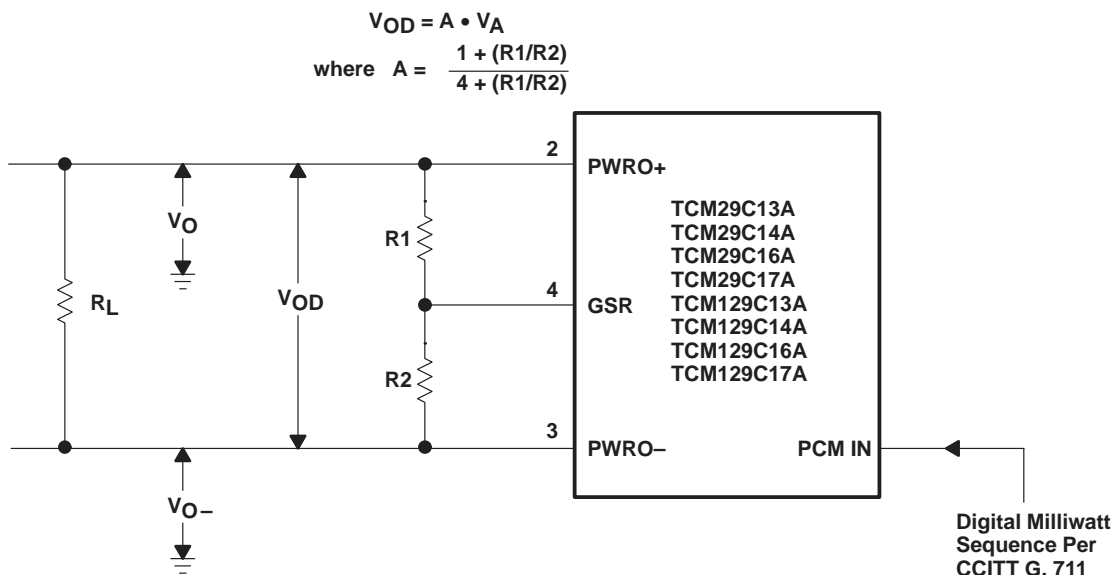 VOD = A • VA
where A = 1 + (R1/R2)
4 + (R1/R2)
2
PWRO+
TCM29C13A
TCM29C14A
TCM29C16A
TCM29C17A
TCM129C13A
TCM129C14A
TCM129C16A
TCM129C17A
VO
R1
RL
VOD
4
GSR
R2
3
PWRO–
PCM IN
VO–
Digital Milliwatt
Sequence Per
CCITT G. 711